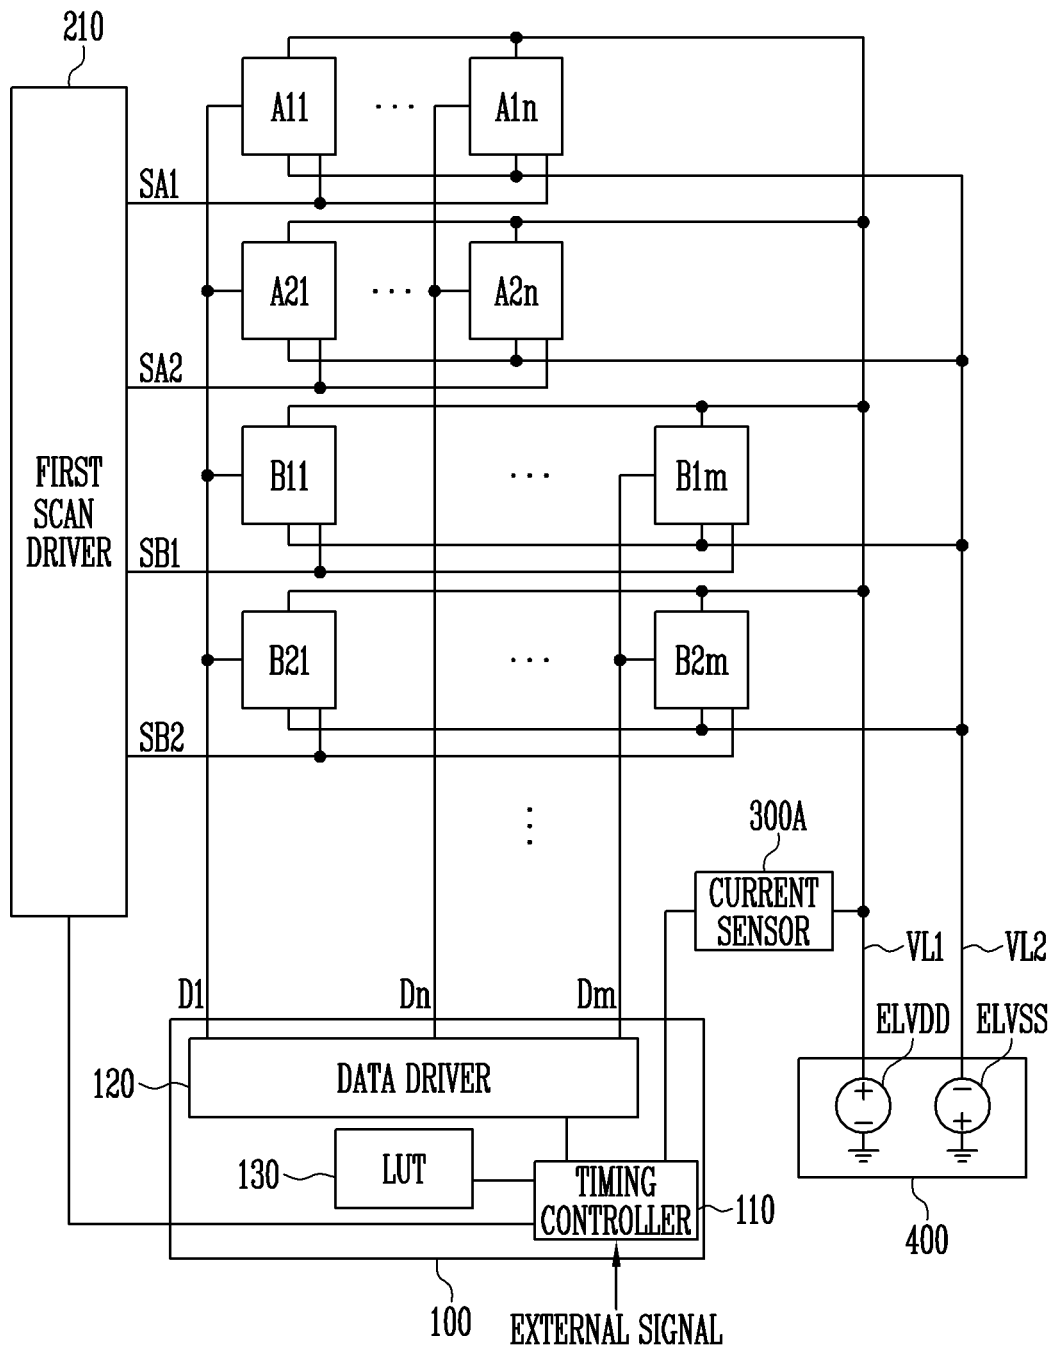 210
A11
...
A1n
SA1
A21
...
A2n
SA2
FIRST
SCAN
DRIVER
B11
...
B1m
SB1
B21
...
B2m
SB2
300A
CURRENT
SENSOR
VL1
VL2
D1
Dn
Dm
ELVDD
ELVSS
120
DATA DRIVER
+
−
−
+
130
LUT
TIMING
CONTROLLER
110
400
100
EXTERNAL SIGNAL